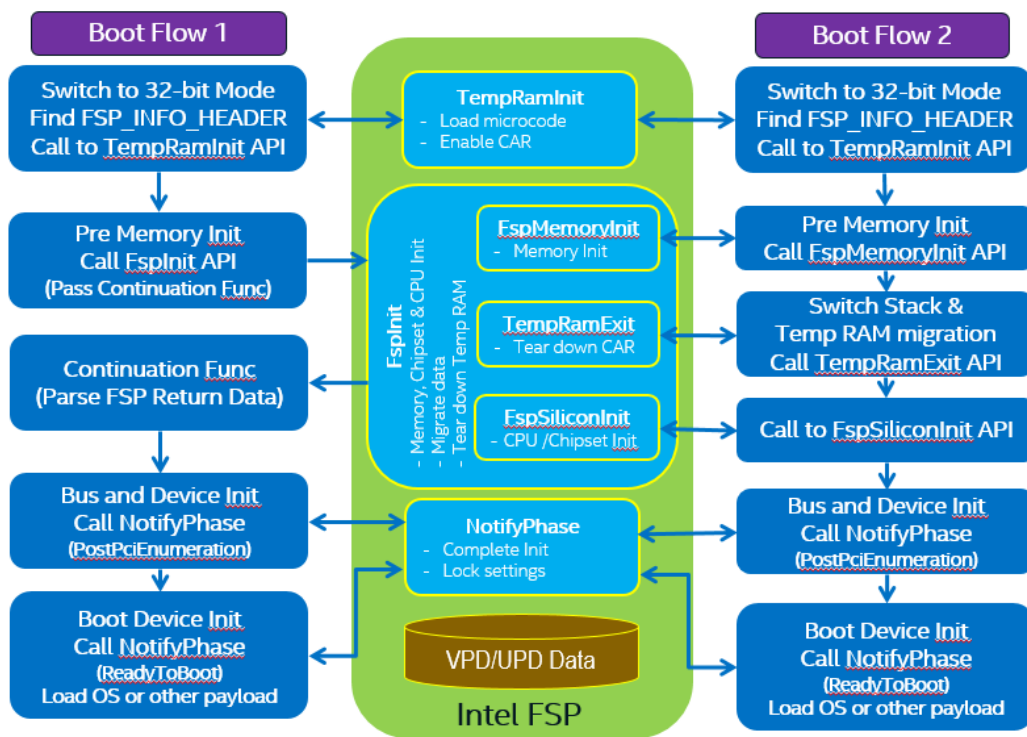 Boot Flow 1
Switch to 32-bit Mode
Find FSP_INFO_HEADER
Call to TempRamInit API
Pre Memory Init
Call FspInit API
(Pass Continuation Func)
Continuation Func
(Parse FSP Return Data)
Bus and Device Init
Call NotifyPhase
(PostPciEnumeration)
Boot Device Init
Call NotifyPhase
(ReadyToBoot)
Load OS or other payload
TempRamInit
- Load microcode
- Enable CAR
FspInit
- Memory, Chipset & CPU Init
- Migrate data
- Tear down Temp RAM
FspMemoryInit
- Memory Init
TempRamExit
- Tear down CAR
FspSiliconInit
- CPU /Chipset Init
NotifyPhase
- Complete Init
- Lock settings
VPD/UPD Data
Intel FSP
Boot Flow 2
Switch to 32-bit Mode
Find FSP_INFO_HEADER
Call to TempRamInit API
Pre Memory Init
Call FspMemoryInit API
Switch Stack &
Temp RAM migration
Call TempRamExit API
Call to FspSiliconInit API
Bus and Device Init
Call NotifyPhase
(PostPciEnumeration)
Boot Device Init
Call NotifyPhase
(ReadyToBoot)
Load OS or other payload